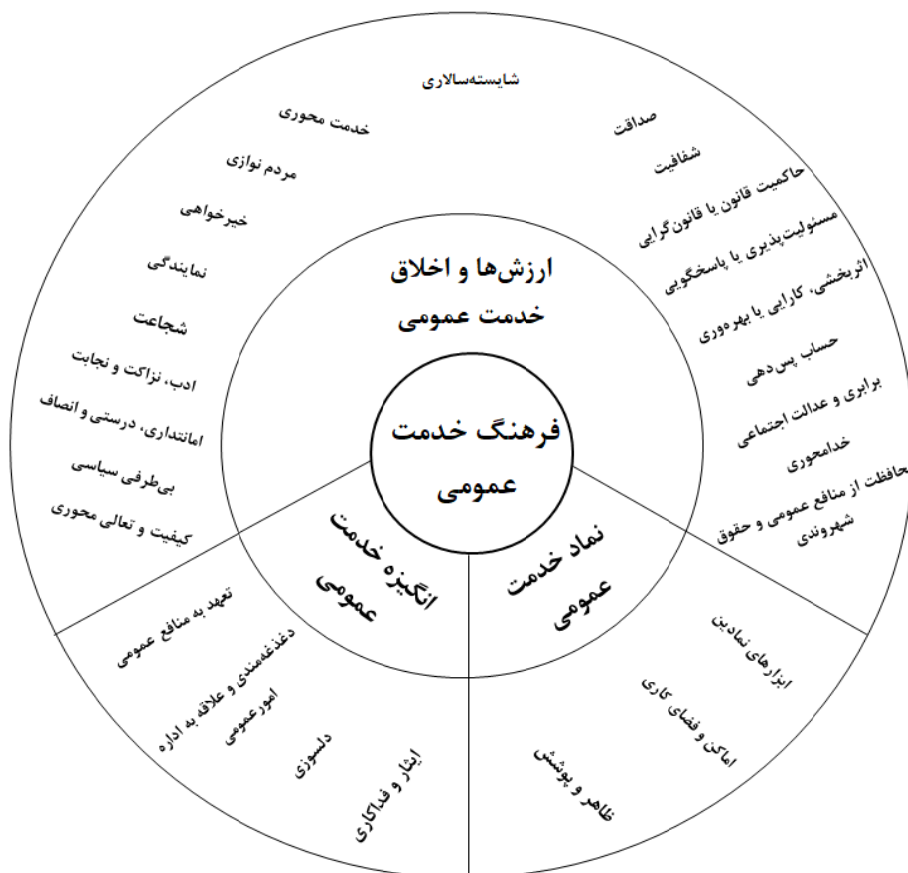 فرهنگ خدمت
عمومی
ارزش‌ها و اخلاق
خدمت عمومی
شایسته‌سالاری
صداقت
شفافیت
حاکمیت قانون یا قانون‌گرایی
مسئولیت‌پذیری یا پاسخگویی
اثربخشی، کارایی یا بهره‌وری
حساب پس‌دهی
برابری و عدالت اجتماعی
خدامحوری
حافظت از منافع عمومی و حقوق
شهروندی
خدمت محوری
مردم نوازی
خیرخواهی
نمایندگی
شجاعت
ادب، نزاکت و نجابت
امانتداری، درستی و انصاف
بی‌طرفی سیاسی
کیفیت و تعالی محوری
نماد خدمت
عمومی
ابزارهای نمادین
اماکن و فضای کاری
ظاهر و پوشش
انگیزه خدمت
عمومی
تعهد به منافع عمومی
دغذغه‌مندی و علاقه به اداره
امورعمومی
دلسوزی
ایثار و فداکاری